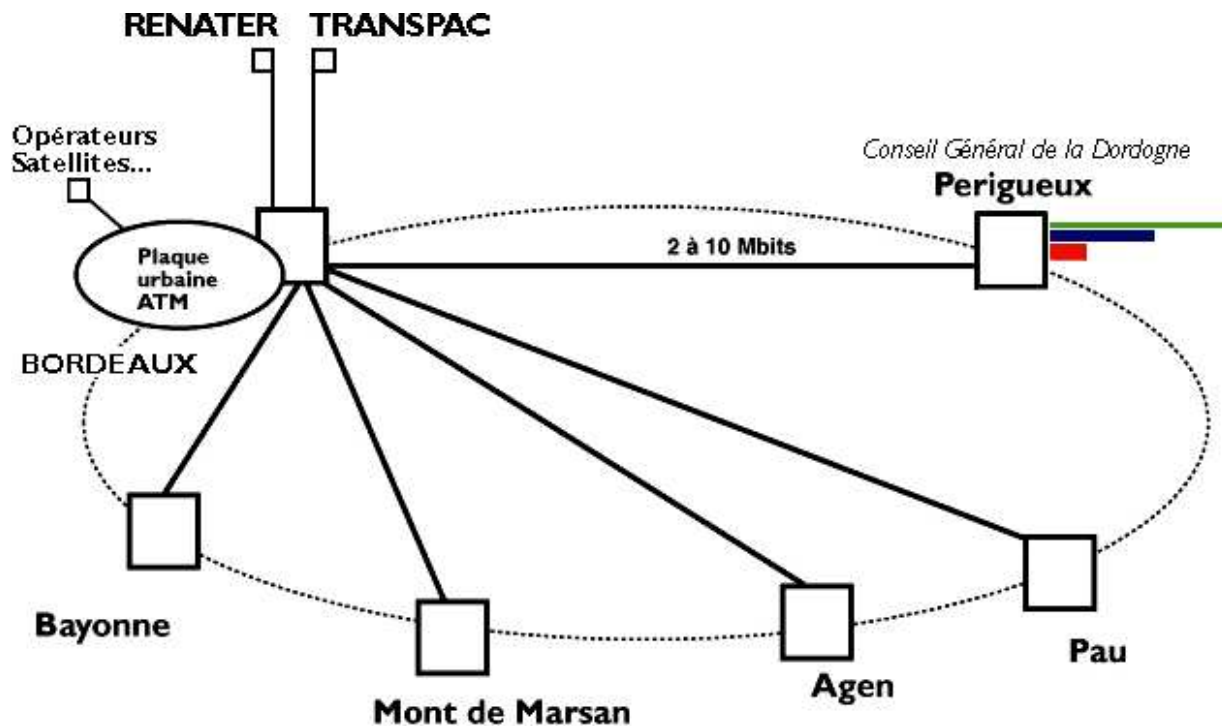 RENATER TRANSPAC
Opérateurs
Satellites...
Conseil Général de la Dordogne
Perigueux
2 à 10 Mbits
Plaque
urbaine
ATM
BORDEAUX
Bayonne
Mont de Marsan
Agen
Pau